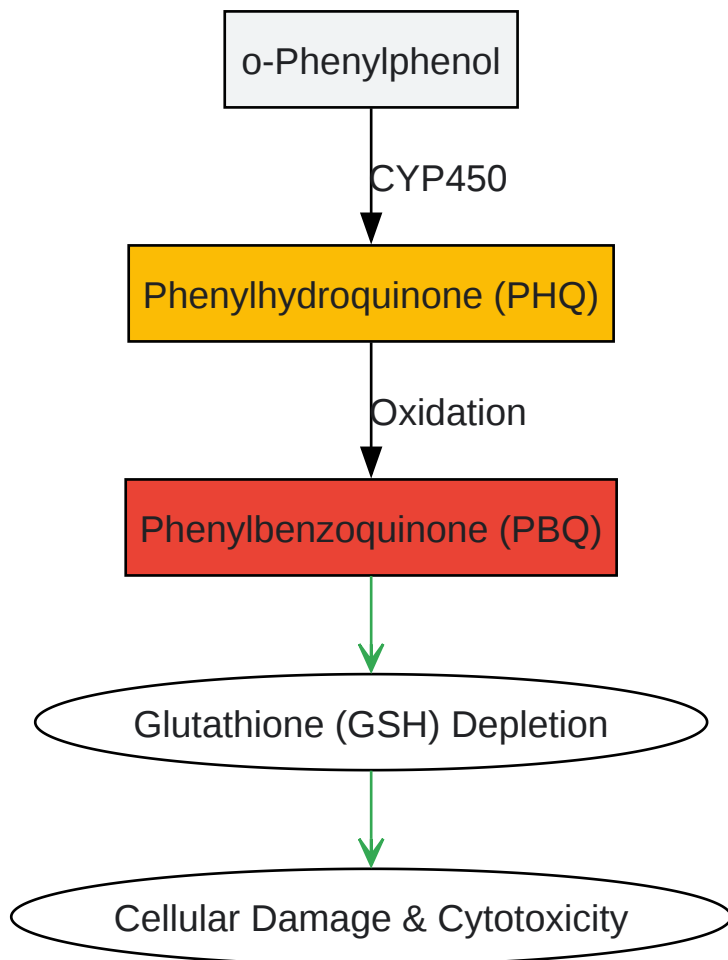 o-Phenylphenol
CYP450
Phenylhydroquinone (PHQ)
Oxidation
Phenylbenzoquinone (PBQ)
Glutathione (GSH) Depletion
Cellular Damage & Cytotoxicity